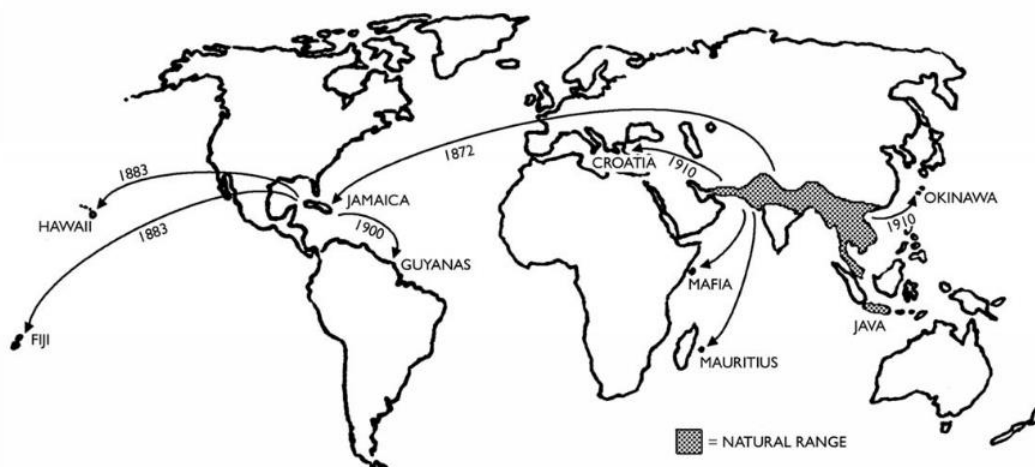 1872
CROATIA
1910
1883
JAMAICA
OKINAWA
HAWAII
1883
1900
1910
GUYANAS
MAFIA
JAVA
FIJI
MAURITIUS
= NATURAL RANGE